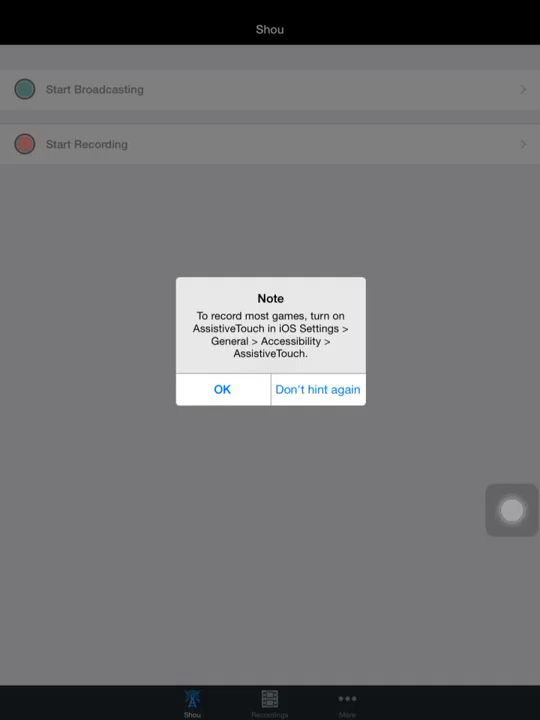 Shou
Start Broadcasting
Start Recording
Note
To record most games, turn on
AssistiveTouch in iOS Settings >
General > Accessibility >
AssistiveTouch.
OK
Don't hint again
Shou
Recordings
More